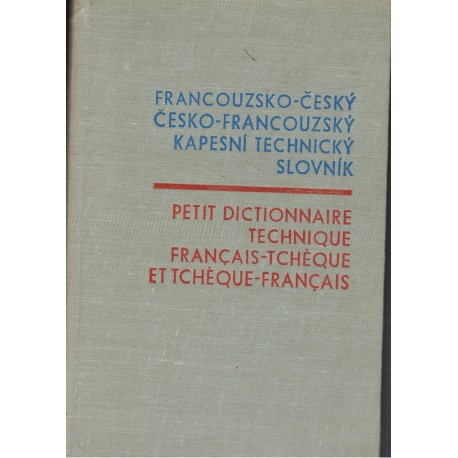 FRANCOUZSKO-ČESKÝ
ČESKO-FRANCOUZSKÝ
KAPESNÍ TECHNICKÝ
SLOVNÍK
PETIT DICTIONNAIRE
TECHNIQUE
FRANÇAIS-TCHÈQUE
ET TCHÈQUE-FRANÇAIS